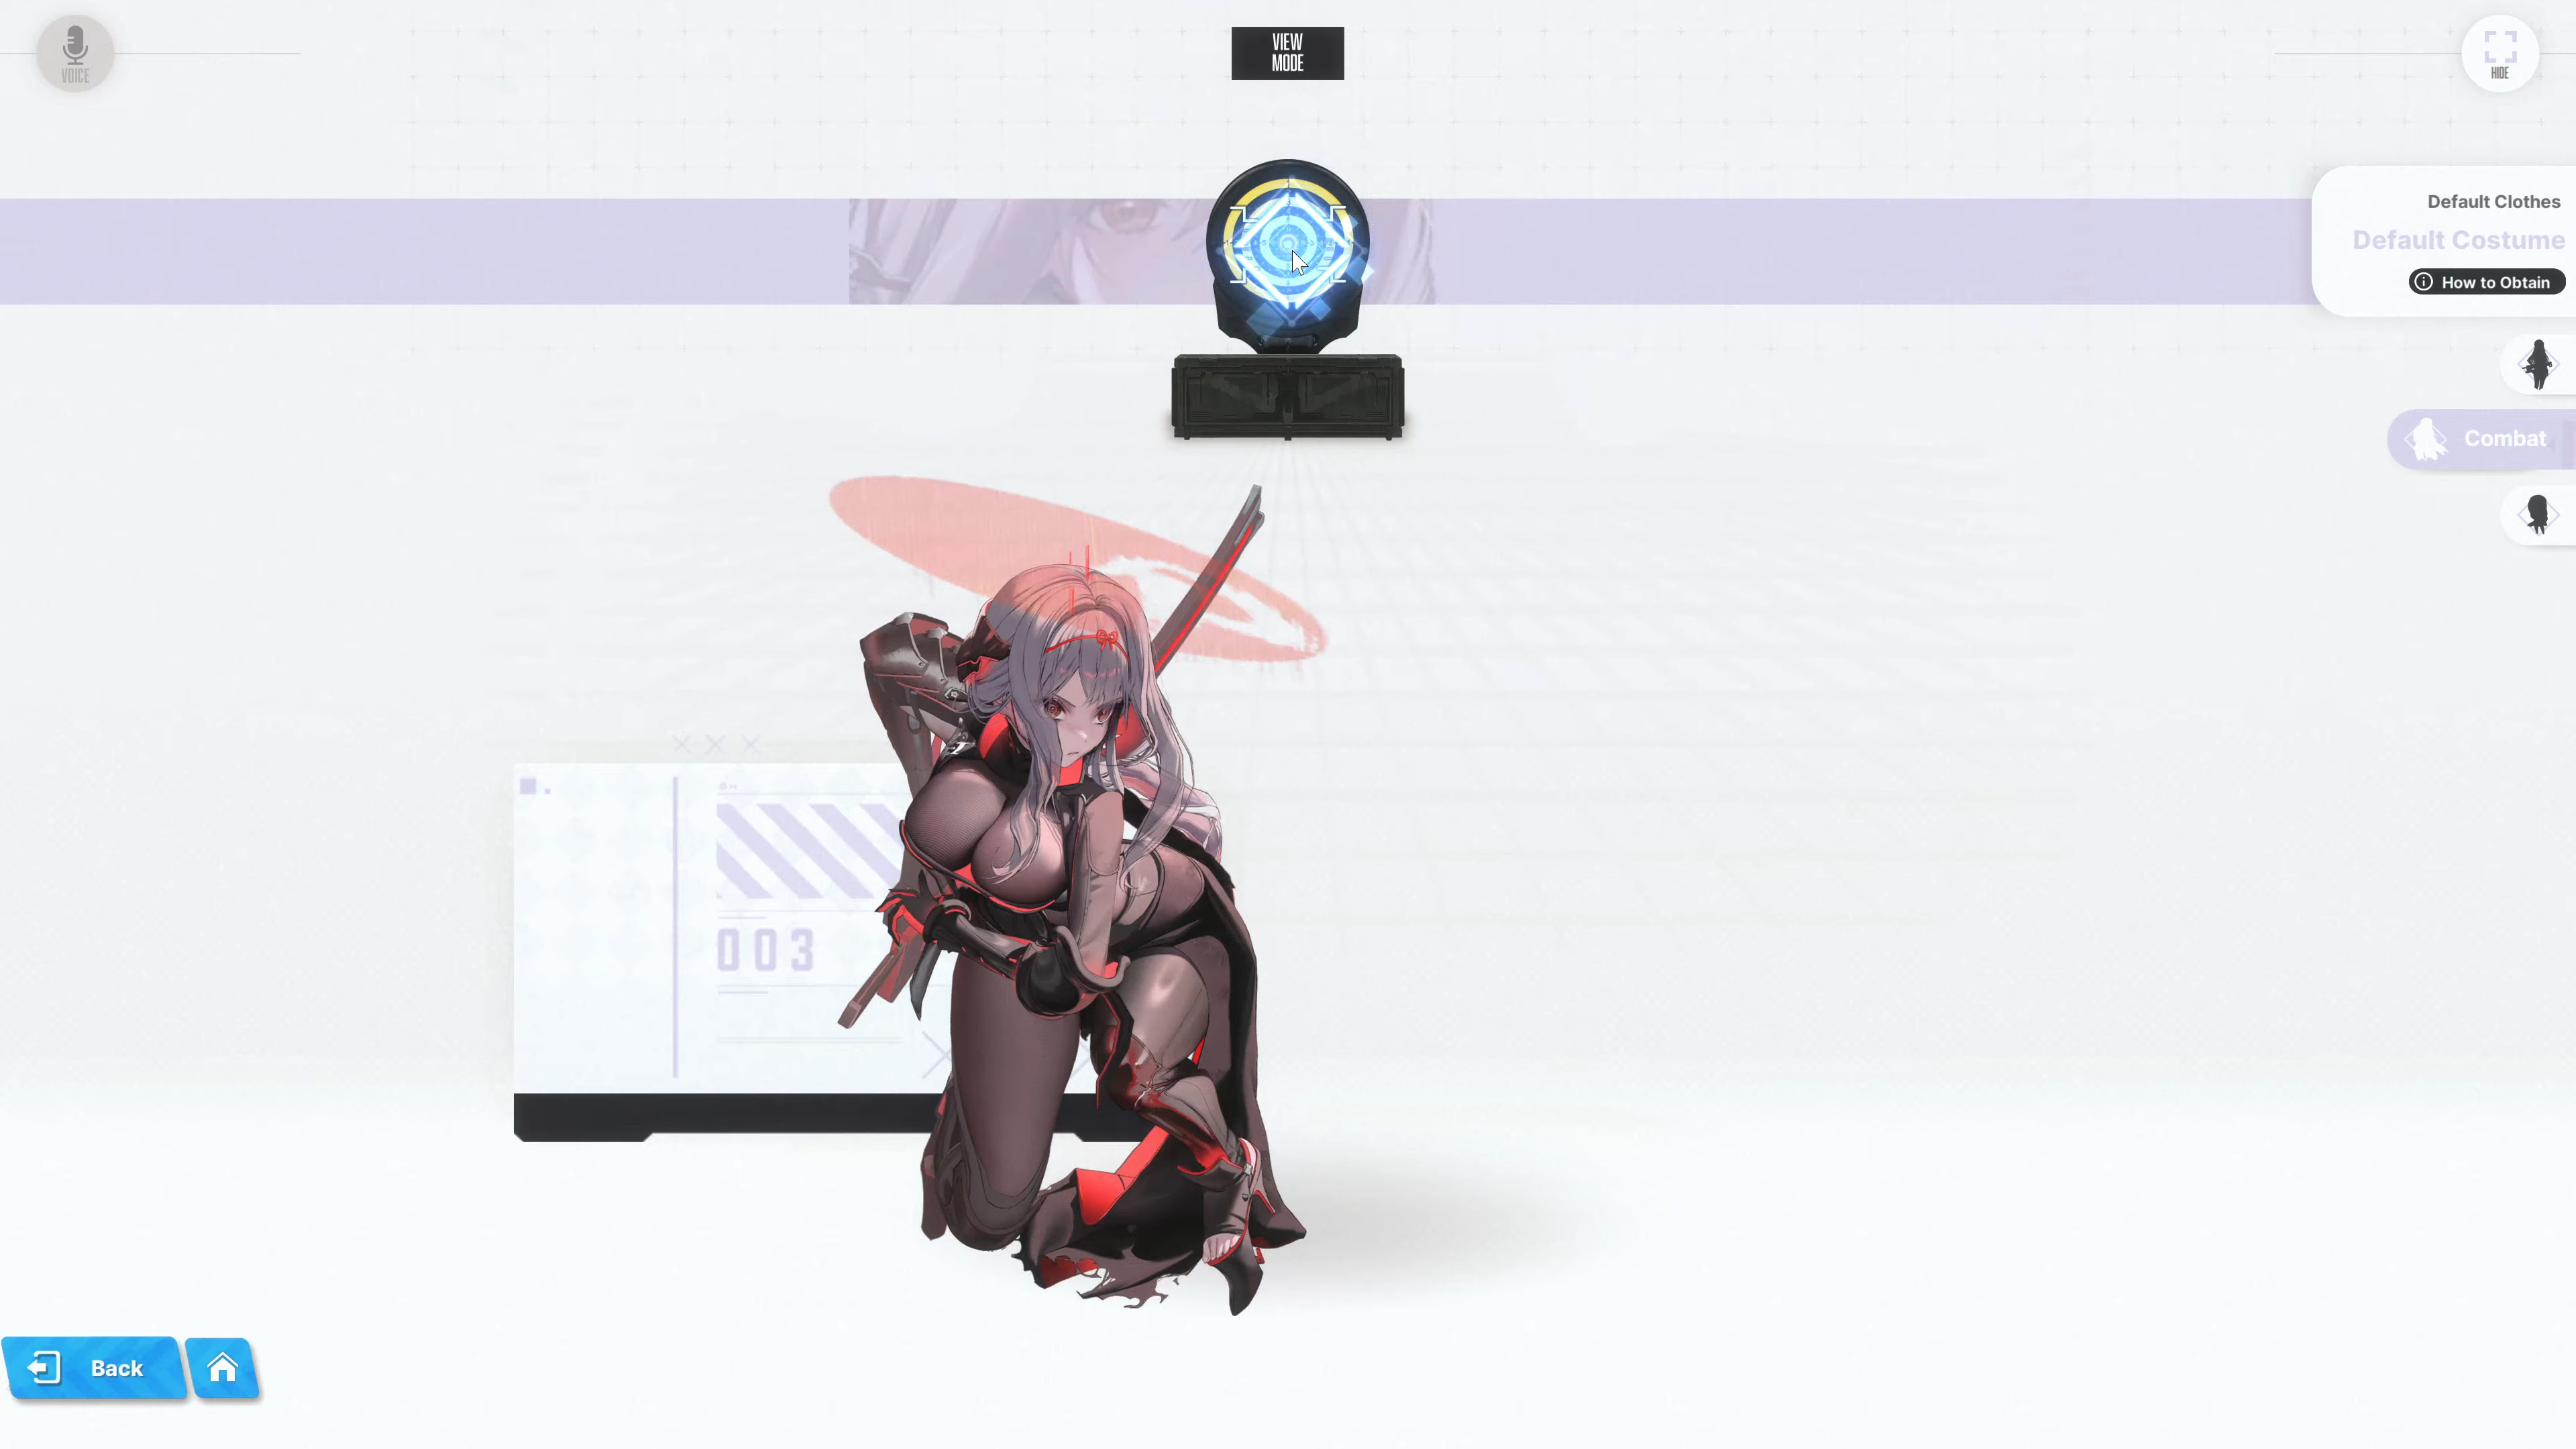 VOICE
VIEW
MODE
HIDE
Default Clothes
Default Costume
How to Obtain
Combat
003
Back